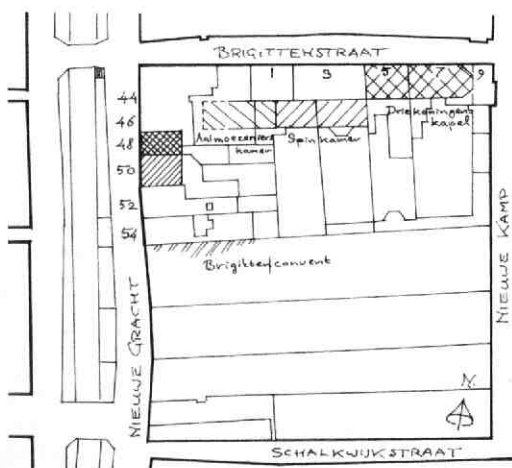 BRIGITTENSTRAAT
1 3 5 7 9
44
46
48
50
52
54
Aalmoezeniers
kamer
Spinkamer
Driekoningen
kapel
Brigittenconvent
NIEUWE GRACHT
NIEUWE KAMP
N.
SCHALKWIJKSTRAAT